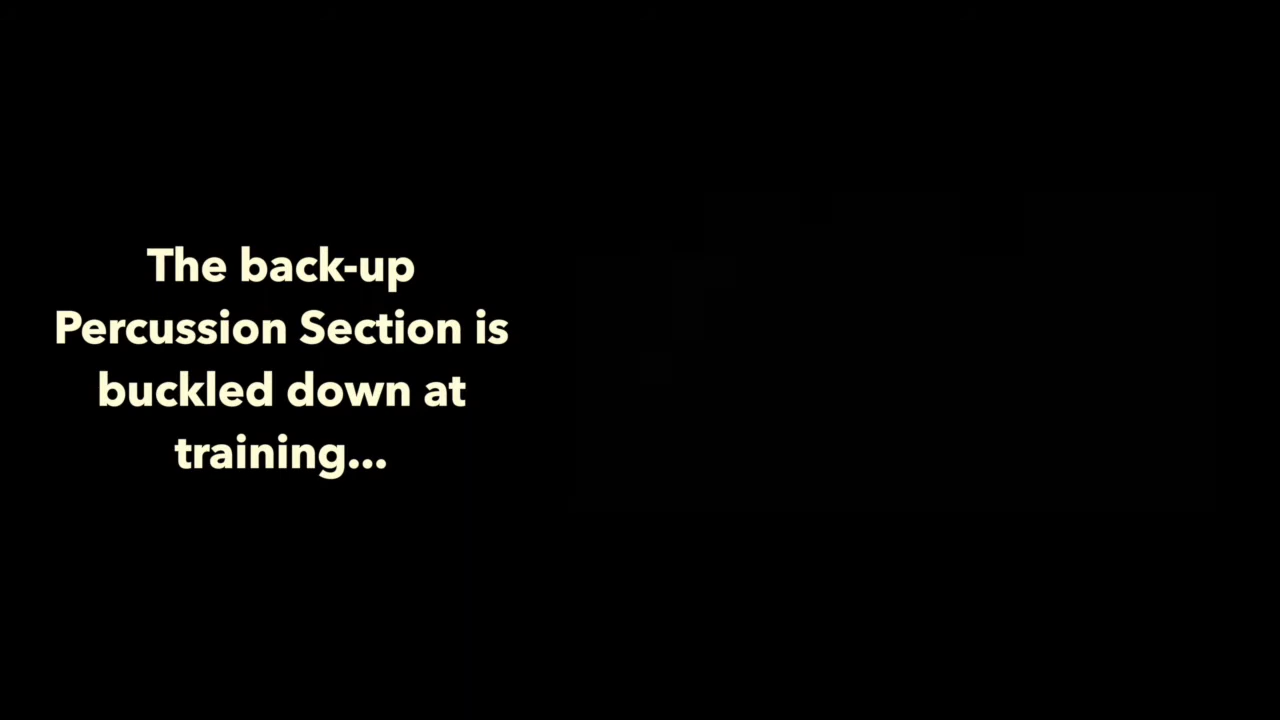 The back-up
Percussion Section is
buckled down at
training...